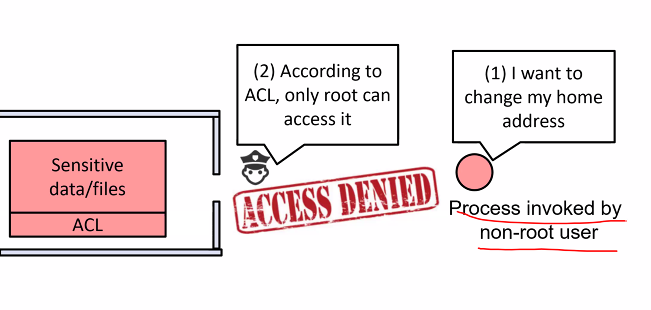 (2) According to
ACL, only root can
access it
(1) I want to
change my home
address
Sensitive
data/files
ACL
ACCESS DENIED
Process invoked by
non-root user